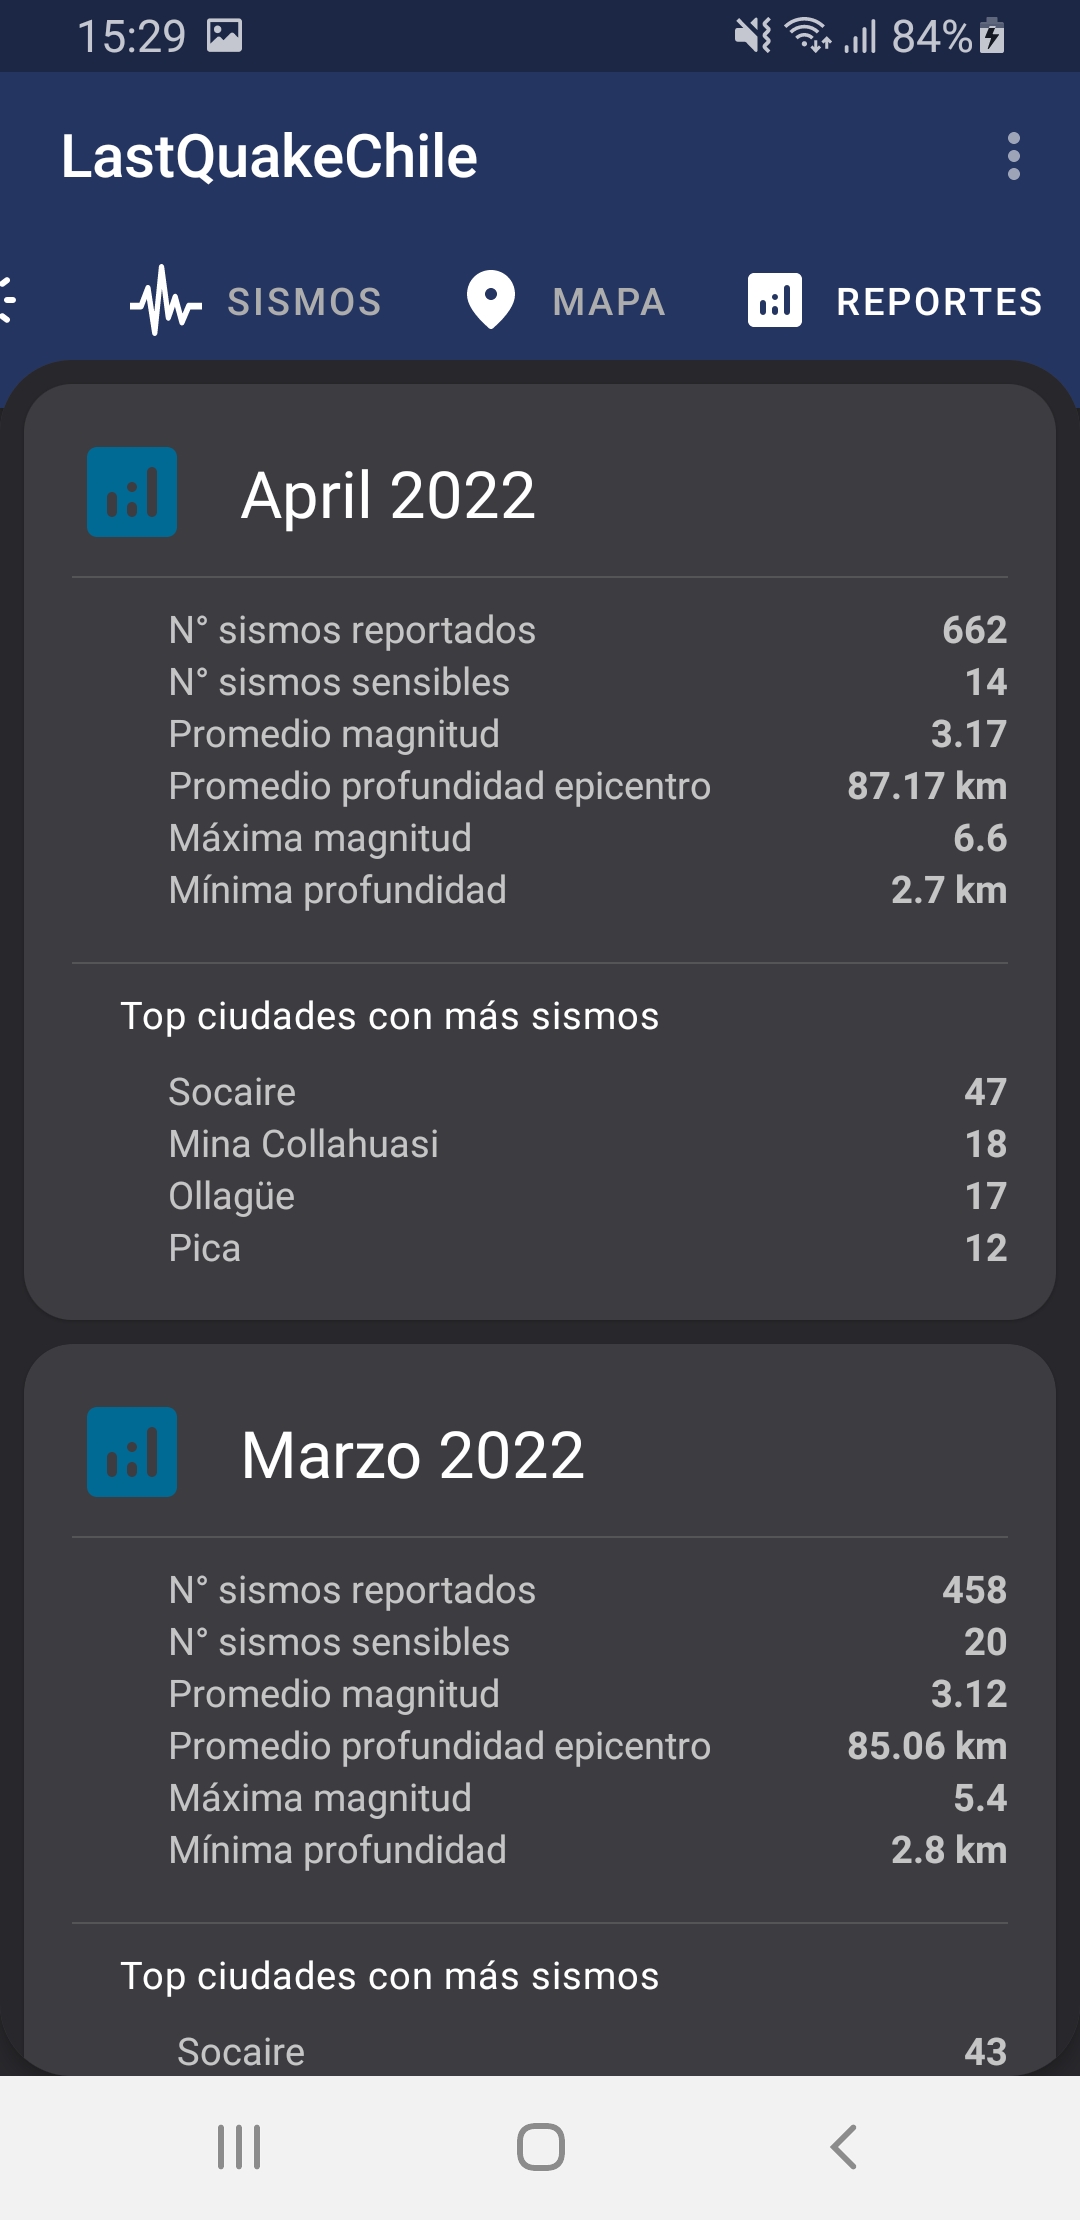 15:29 84%
LastQuakeChile
SISMOS MAPA REPORTES
April 2022
N° sismos reportados 662
N° sismos sensibles 14
Promedio magnitud 3.17
Promedio profundidad epicentro 87.17 km
Máxima magnitud 6.6
Mínima profundidad 2.7 km
Top ciudades con más sismos
Socaire 47
Mina Collahuasi 18
Ollagüe 17
Pica 12
Marzo 2022
N° sismos reportados 458
N° sismos sensibles 20
Promedio magnitud 3.12
Promedio profundidad epicentro 85.06 km
Máxima magnitud 5.4
Mínima profundidad 2.8 km
Top ciudades con más sismos
Socaire 43